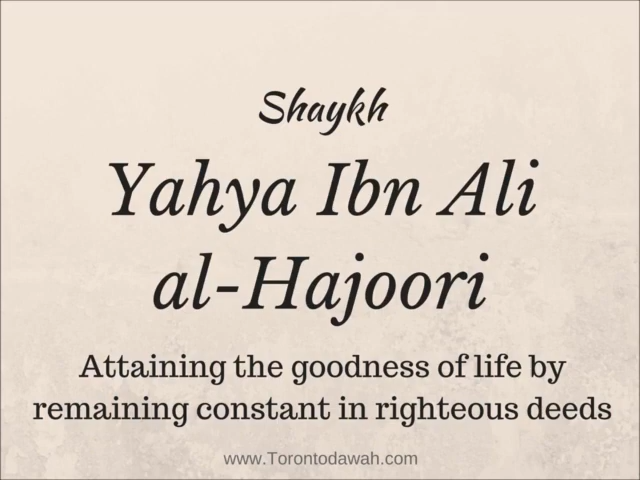 Shaykh
Yahya Ibn Ali
al-Hajoori
Attaining the goodness of life by
remaining constant in righteous deeds
www.Torontodawah.com